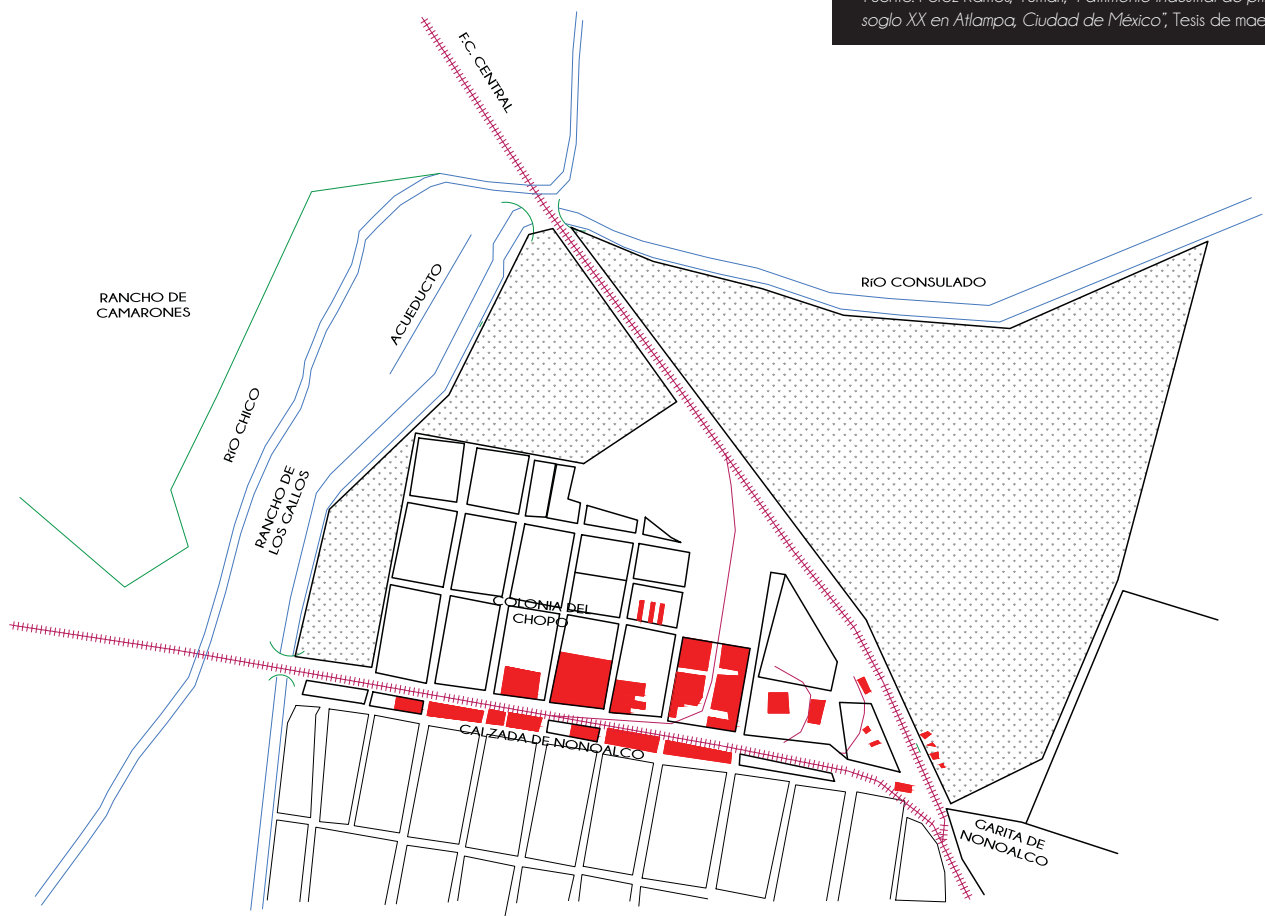 soglo XX en Atlampa, Ciudad de México”, Tesis de mae
F.C. CENTRAL
RíO CONSULADO
ACUEDUCTO
RANCHO DE
CAMARONES
RíO CHICO
RANCHO DE
LOS GALLOS
COLONIA DEL
CHOPO
CALZADA DE NONOALCO
GARITA DE
NONOALCO